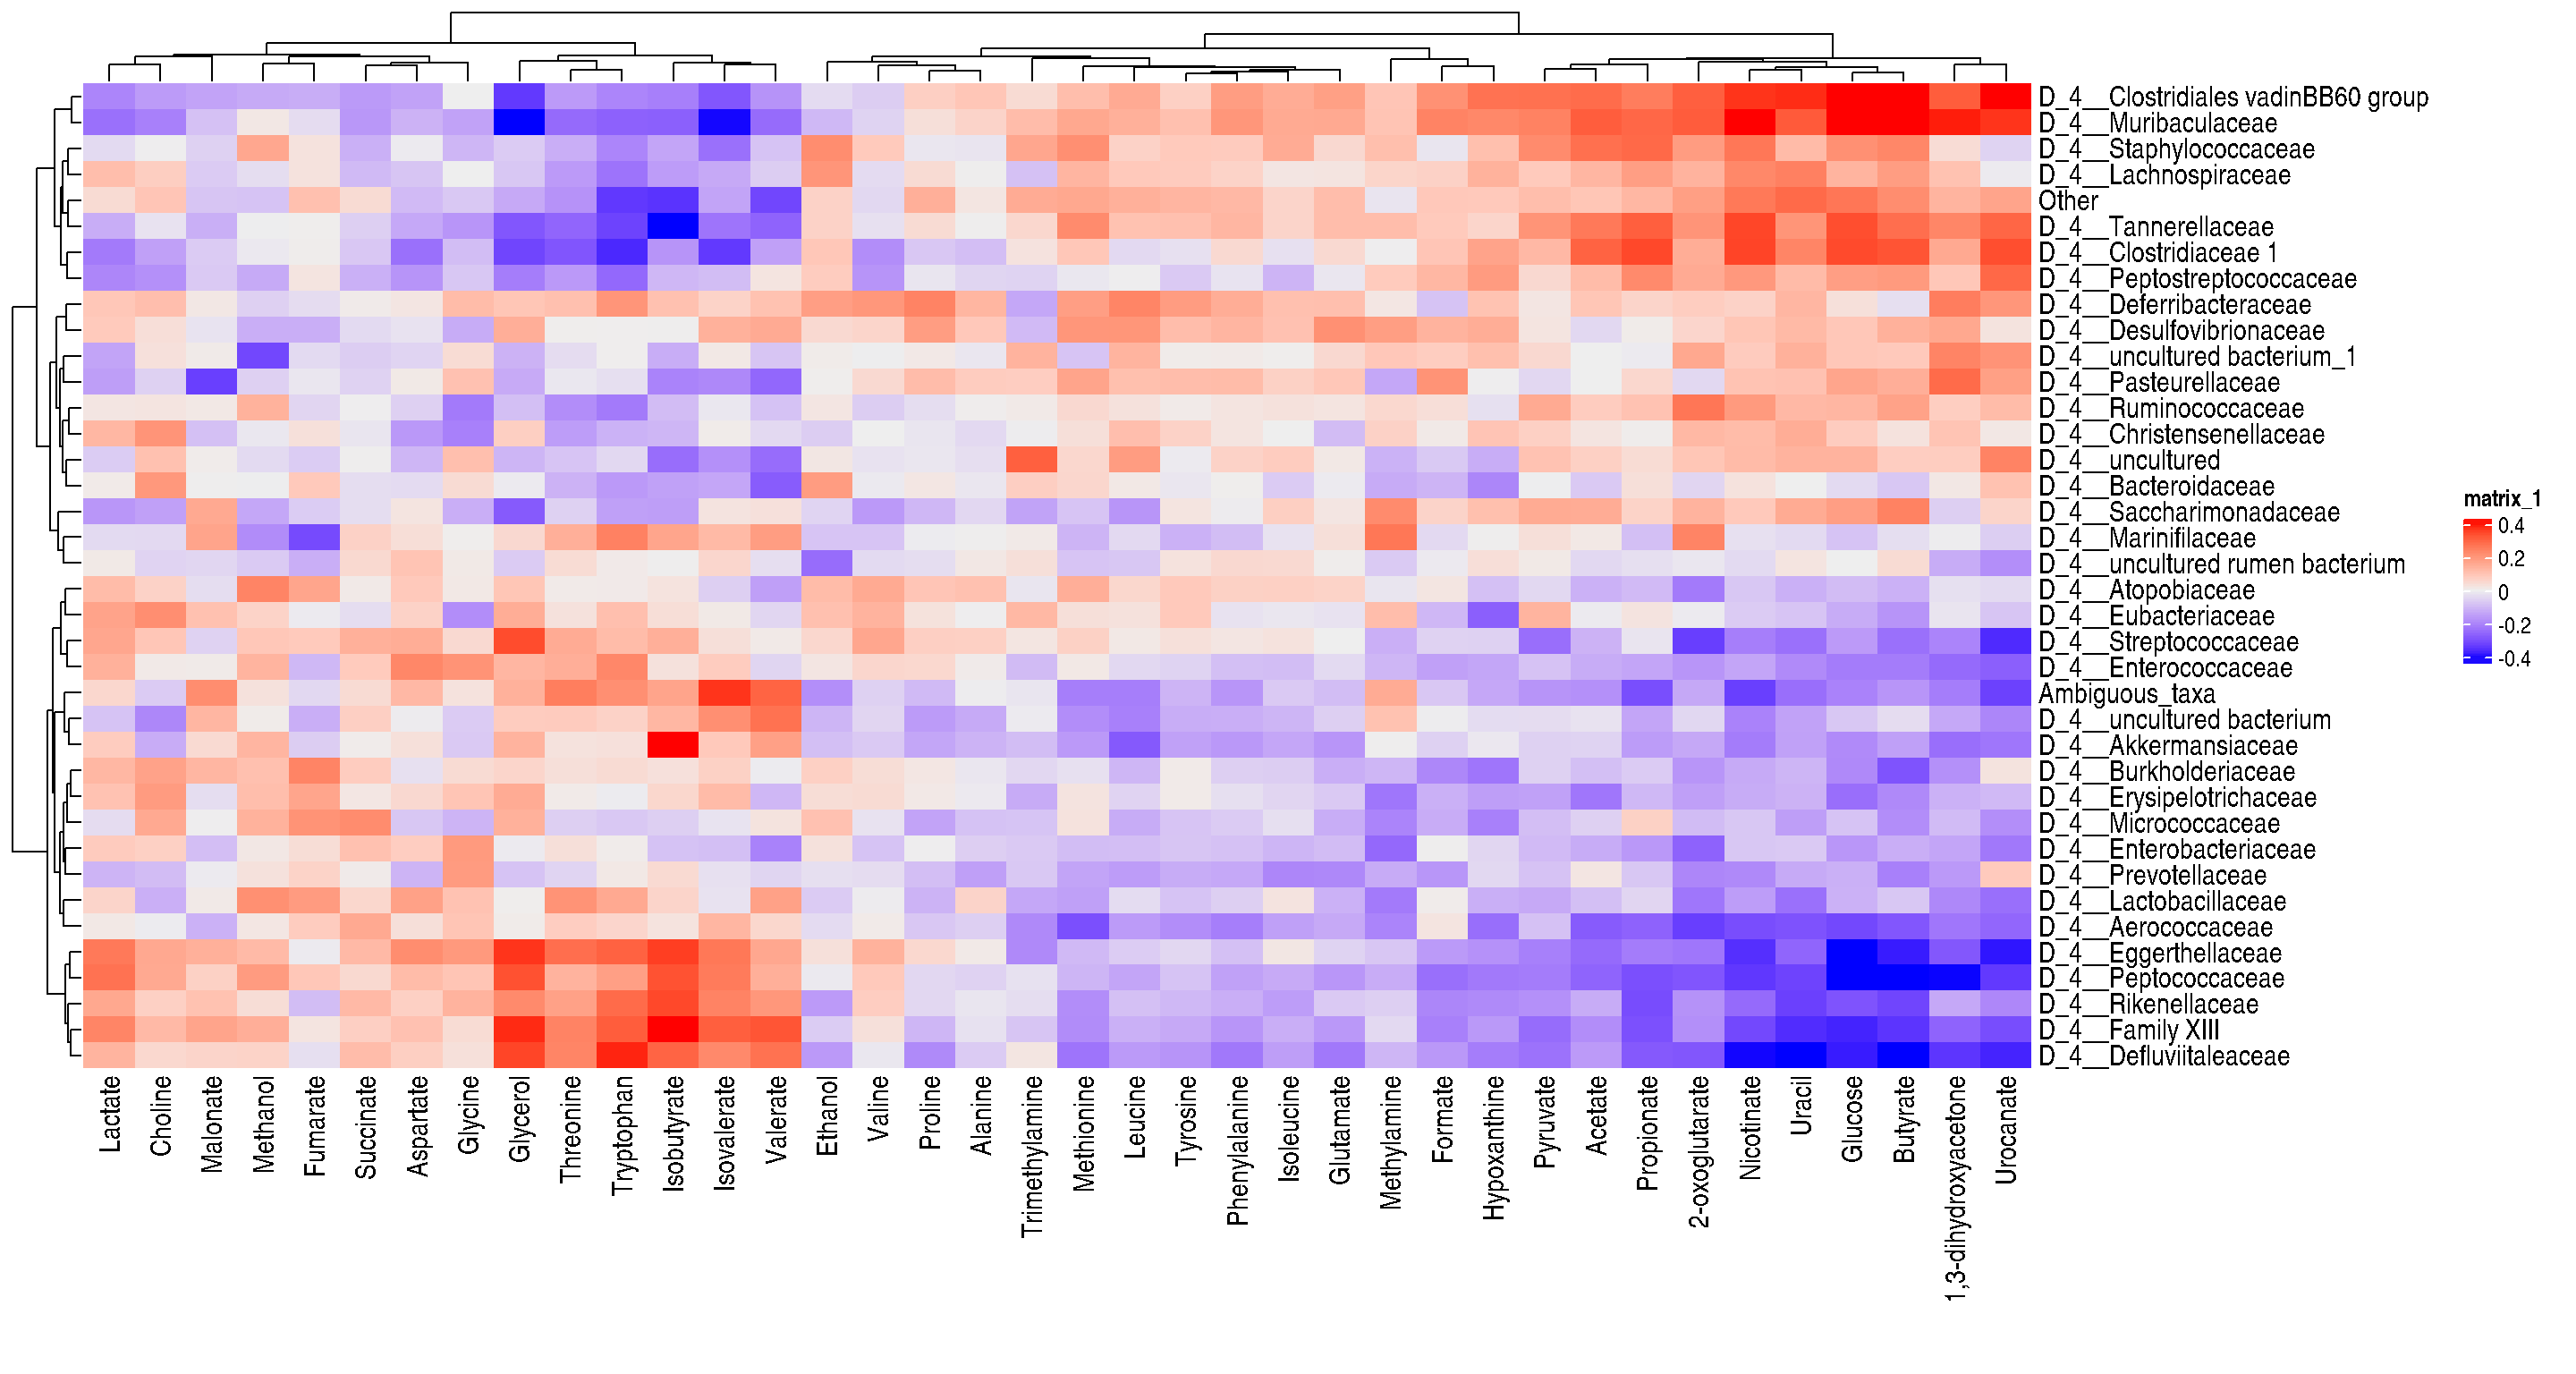 D_4__Clostridiales vadinBB60 group
D_4__Muribaculaceae
D_4__Staphylococcaceae
D_4__Lachnospiraceae
Other
D_4__Tannerellaceae
D_4__Clostridiaceae 1
D_4__Peptostreptococcaceae
D_4__Deferribacteraceae
D_4__Desulfovibrionaceae
D_4__uncultured bacterium_1
D_4__Pasteurellaceae
D_4__Ruminococcaceae
D_4__Christensenellaceae
D_4__uncultured
D_4__Bacteroidaceae
D_4__Saccharimonadaceae
D_4__Marinifilaceae
D_4__uncultured rumen bacterium
D_4__Atopobiaceae
D_4__Eubacteriaceae
D_4__Streptococcaceae
D_4__Enterococcaceae
Ambiguous_taxa
D_4__uncultured bacterium
D_4__Akkermansiaceae
D_4__Burkholderiaceae
D_4__Erysipelotrichaceae
D_4__Micrococcaceae
D_4__Enterobacteriaceae
D_4__Prevotellaceae
D_4__Lactobacillaceae
D_4__Aerococcaceae
D_4__Eggerthellaceae
D_4__Peptococcaceae
D_4__Rikenellaceae
D_4__Family XIII
D_4__Defluviitaleaceae
matrix_1
0.4
0.2
0
-0.2
-0.4
Lactate
Choline
Malonate
Methanol
Fumarate
Succinate
Aspartate
Glycine
Glycerol
Threonine
Tryptophan
Isobutyrate
Isovalerate
Valerate
Ethanol
Valine
Proline
Alanine
Trimethylamine
Methionine
Leucine
Tyrosine
Phenylalanine
Isoleucine
Glutamate
Methylamine
Formate
Hypoxanthine
Pyruvate
Acetate
Propionate
2-oxoglutarate
Nicotinate
Uracil
Glucose
Butyrate
1,3-dihydroxyacetone
Urocanate